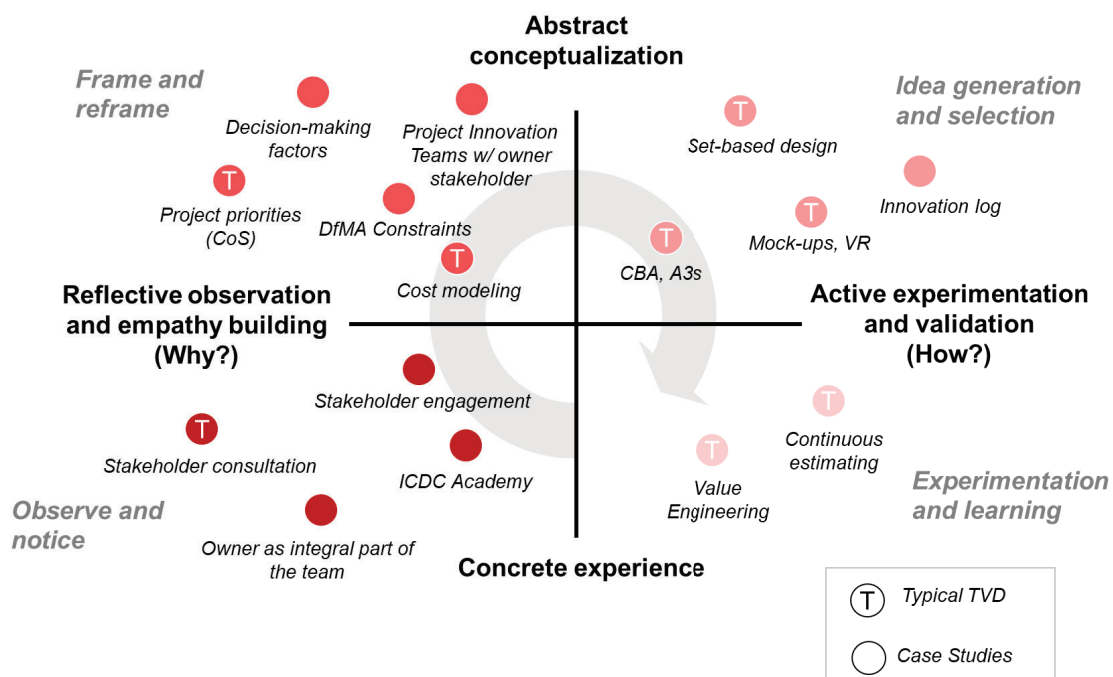 Abstract
conceptualization
Frame and
reframe
Idea generation
and selection
Decision-making
factors
Project Innovation
Teams w/ owner
stakeholder
T
Set-based design
T
Project priorities
(CoS)
DfMA Constraints
T
Mock-ups, VR
Innovation log
T
Cost modeling
T
CBA, A3s
Reflective observation
and empathy building
(Why?)
Active experimentation
and validation
(How?)
Stakeholder engagement
T
Stakeholder consultation
ICDC Academy
T
Continuous
estimating
T
Value
Engineering
Observe and
notice
Owner as integral part of
the team
Experimentation
and learning
Concrete experience
T
Typical TVD
Case Studies